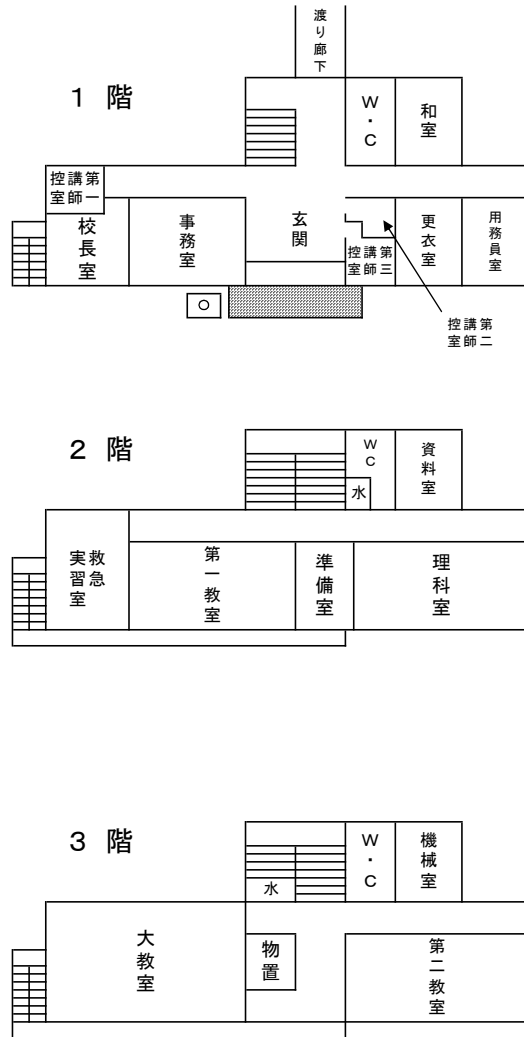 渡り廊下
1 階
W・C
和室
第一講師控室
校長室
事務室
玄関
第三講師控室
更衣室
用務員室
第二講師控室
2 階
WC
資料室
水
救急実習室
第一教室
準備室
理科室
3 階
W・C
機械室
水
大教室
物置
第二教室